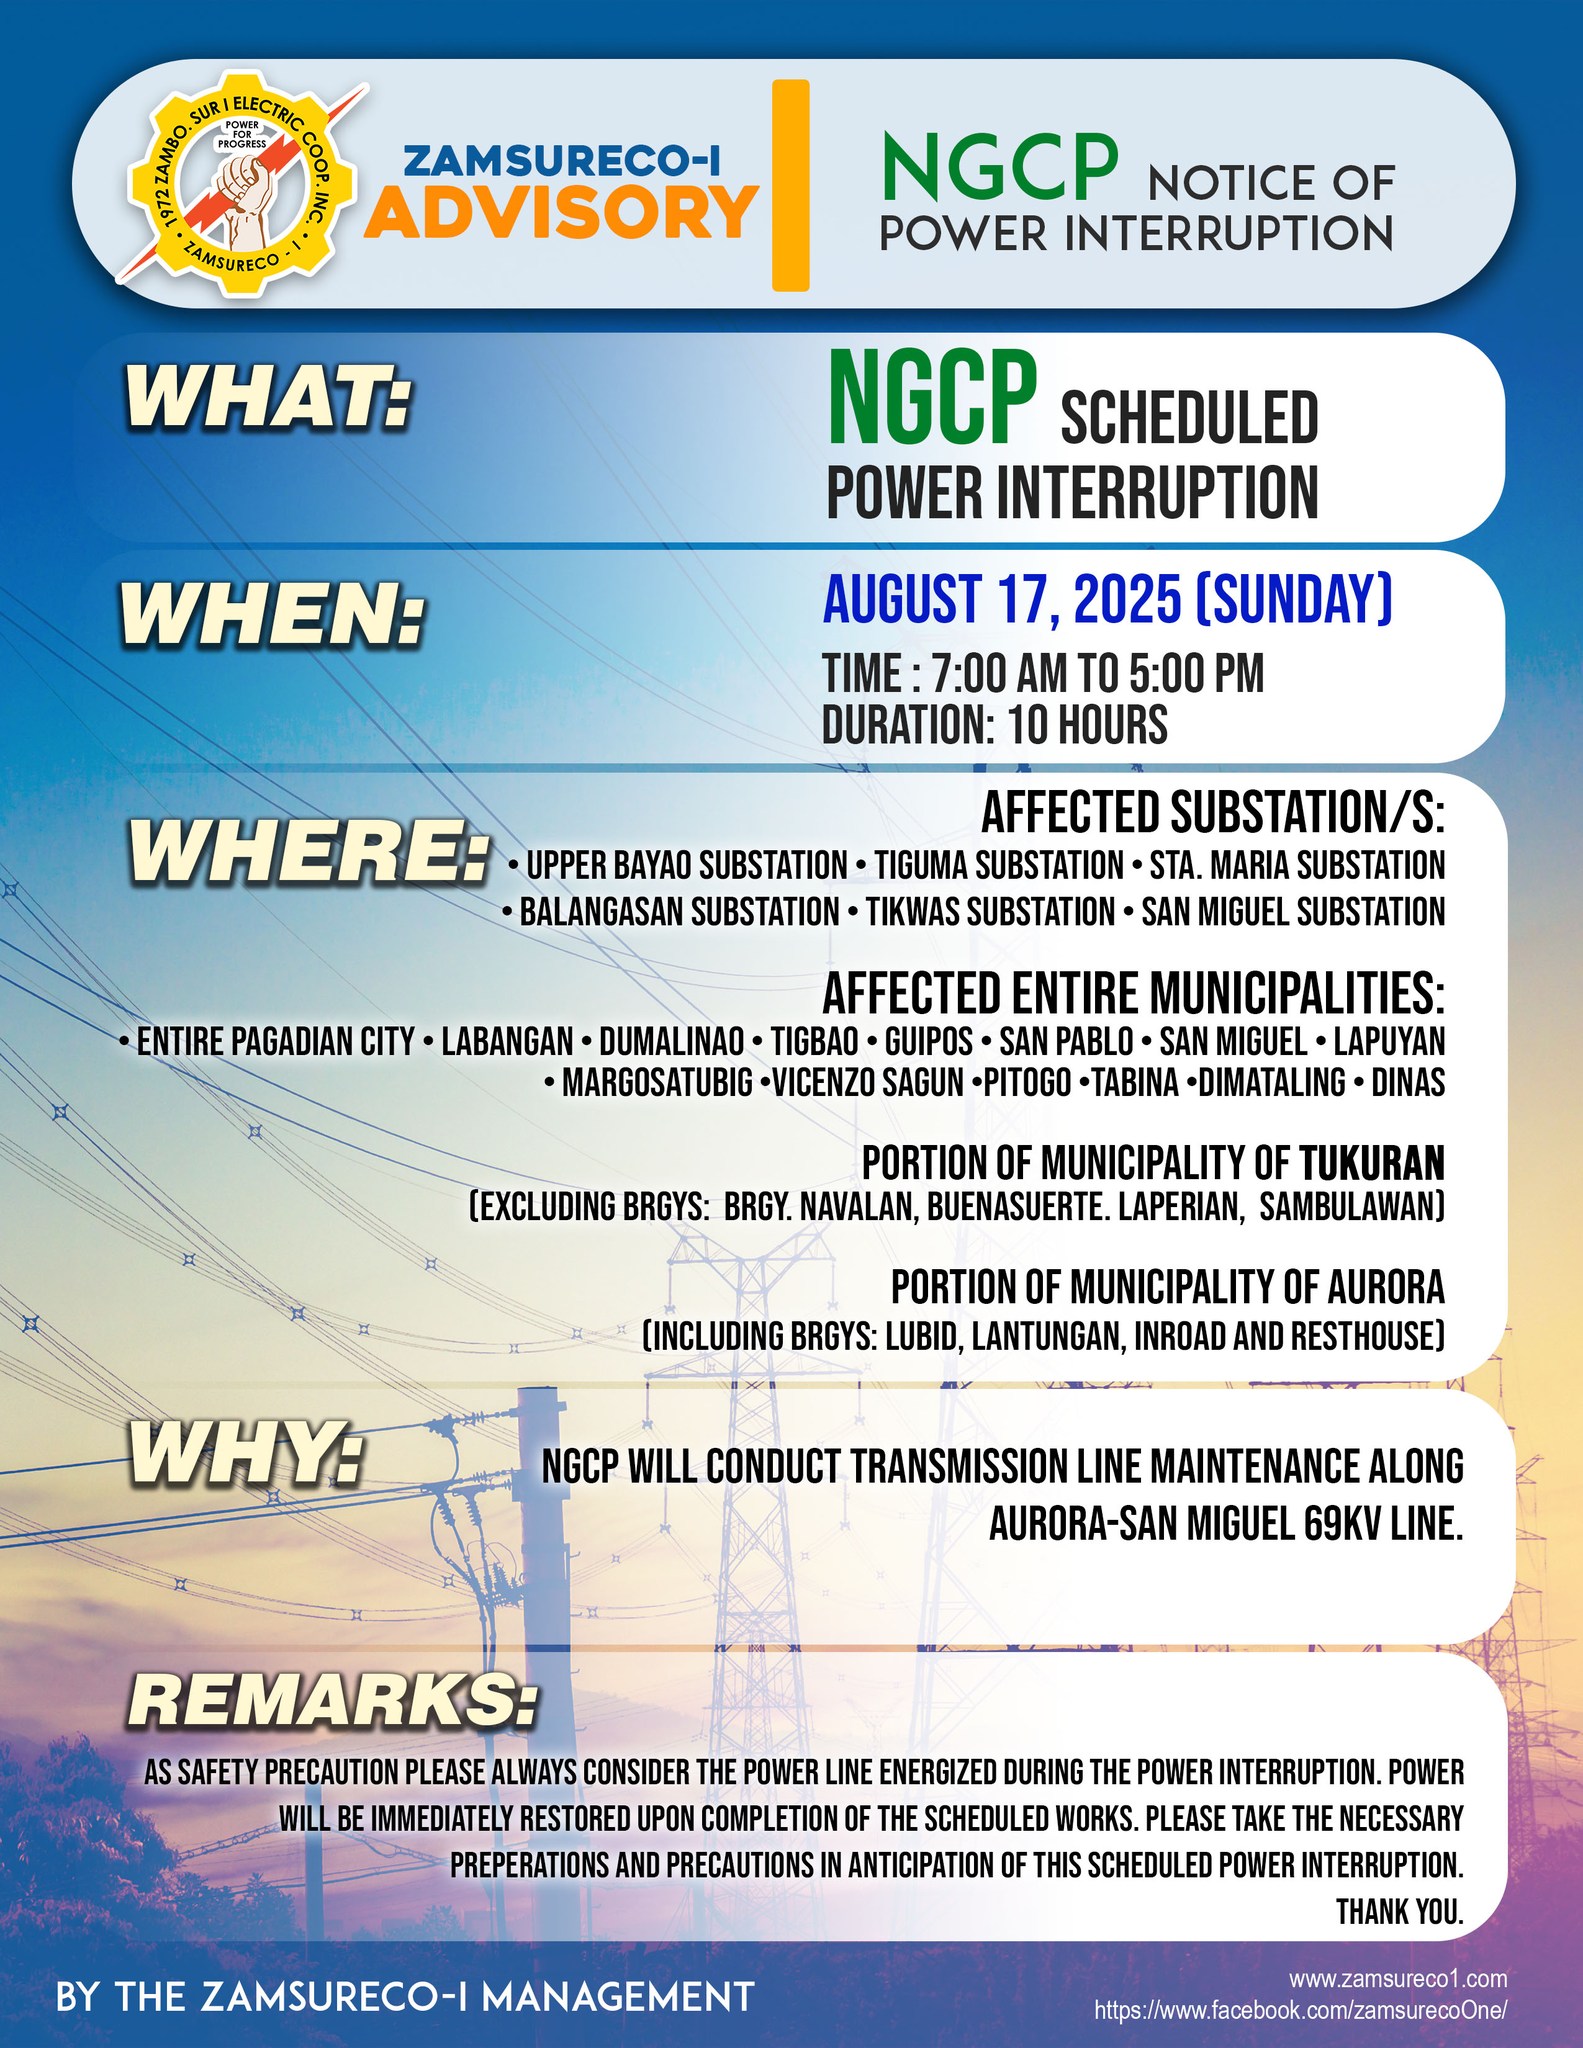 1972 ZAMBO. SUR I ELECTRIC COOP. INC.
POWER
FOR
PROGRESS
• ZAMSURECO - I •
ZAMSURECO-I
ADVISORY
NGCP NOTICE OF
POWER INTERRUPTION
WHAT:
NGCP SCHEDULED
POWER INTERRUPTION
WHEN:
AUGUST 17, 2025 (SUNDAY)
TIME : 7:00 AM TO 5:00 PM
DURATION: 10 HOURS
WHERE:
AFFECTED SUBSTATION/S:
• UPPER BAYAO SUBSTATION • TIGUMA SUBSTATION • STA. MARIA SUBSTATION
• BALANGASAN SUBSTATION • TIKWAS SUBSTATION • SAN MIGUEL SUBSTATION
AFFECTED ENTIRE MUNICIPALITIES:
• ENTIRE PAGADIAN CITY • LABANGAN • DUMALINAO • TIGBAO • GUIPOS • SAN PABLO • SAN MIGUEL • LAPUYAN
• MARGOSATUBIG •VICENZO SAGUN •PITOGO •TABINA •DIMATALING • DINAS
PORTION OF MUNICIPALITY OF TUKURAN
(EXCLUDING BRGYS: BRGY. NAVALAN, BUENASUERTE. LAPERIAN, SAMBULAWAN)
PORTION OF MUNICIPALITY OF AURORA
(INCLUDING BRGYS: LUBID, LANTUNGAN, INROAD AND RESTHOUSE)
WHY:
NGCP WILL CONDUCT TRANSMISSION LINE MAINTENANCE ALONG
AURORA-SAN MIGUEL 69KV LINE.
REMARKS:
AS SAFETY PRECAUTION PLEASE ALWAYS CONSIDER THE POWER LINE ENERGIZED DURING THE POWER INTERRUPTION. POWER
WILL BE IMMEDIATELY RESTORED UPON COMPLETION OF THE SCHEDULED WORKS. PLEASE TAKE THE NECESSARY
PREPERATIONS AND PRECAUTIONS IN ANTICIPATION OF THIS SCHEDULED POWER INTERRUPTION.
THANK YOU.
BY THE ZAMSURECO-I MANAGEMENT
www.zamsureco1.com
https://www.facebook.com/zamsurecoOne/